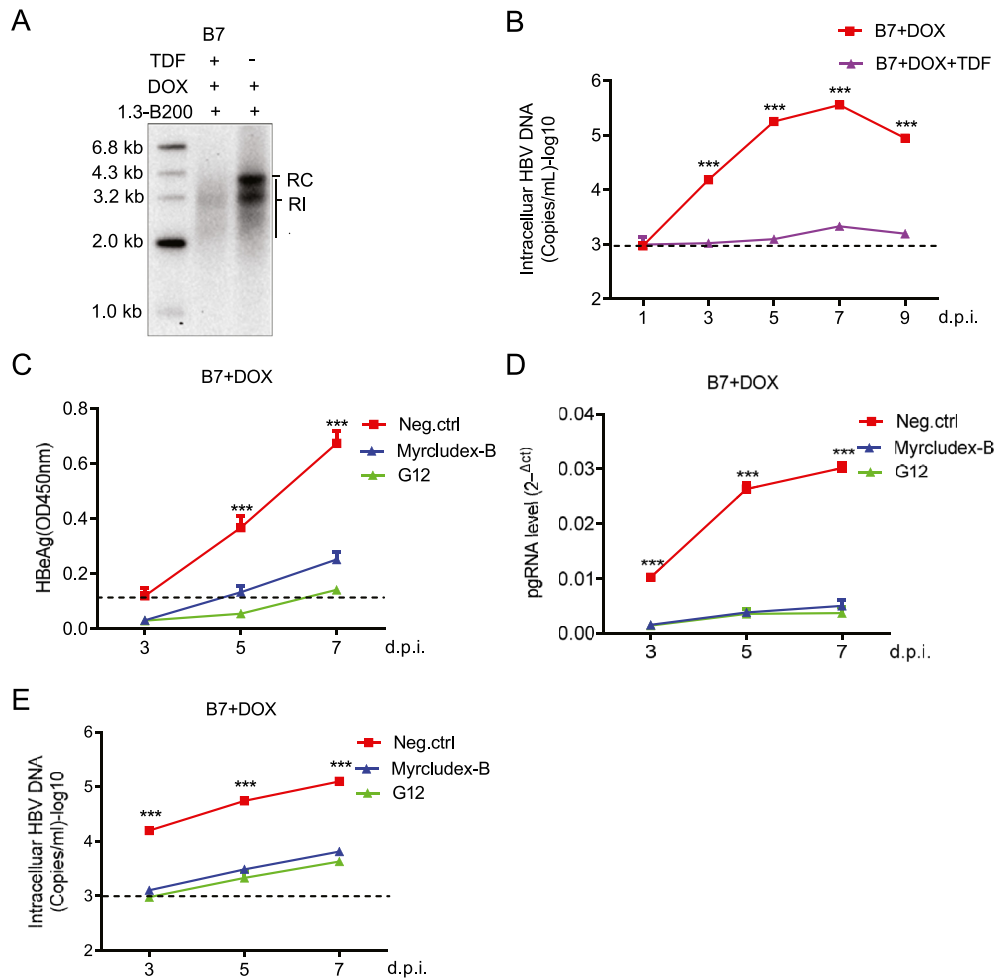 A
B7
TDF + -
DOX + +
1.3-B200 + +
6.8 kb
4.3 kb
3.2 kb
2.0 kb
1.0 kb
RC
RI
B
B7+DOX
B7+DOX+TDF
Intracelluar HBV DNA
(Copies/mL)-log10
6
5
4
3
2
*** *** *** ***
1 3 5 7 9 d.p.i.
C
B7+DOX
HBeAg(OD450nm)
0.8
0.6
0.4
0.2
0.0
*** ***
Neg.ctrl
Myrcludex-B
G12
3 5 7 d.p.i.
D
B7+DOX
pgRNA level (2–Δct)
0.04
0.03
0.02
0.01
0.00
*** *** ***
Neg.ctrl
Myrcludex-B
G12
3 5 7 d.p.i.
E
B7+DOX
Intracelluar HBV DNA
(Copies/ml)-log10
6
5
4
3
2
*** *** ***
Neg.ctrl
Myrcludex-B
G12
3 5 7 d.p.i.